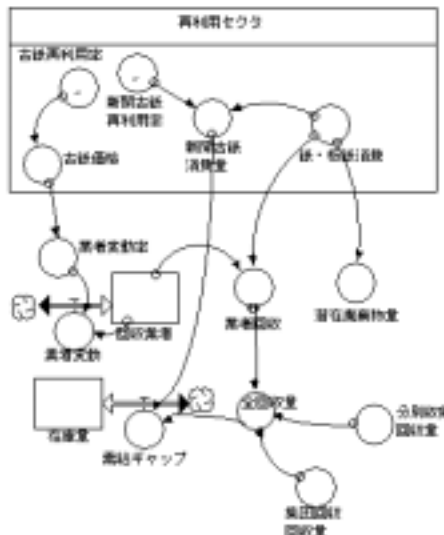 再利用セクタ
古紙再利用定
新聞古紙
再利用定
新聞古紙
消費量
紙・板紙消費
古紙価格
業者変動定
回収業者
業者回収
潜在廃棄物量
業者変動
在庫量
全回収量
分別収集
回収量
需給ギャップ
集団回収
回収量